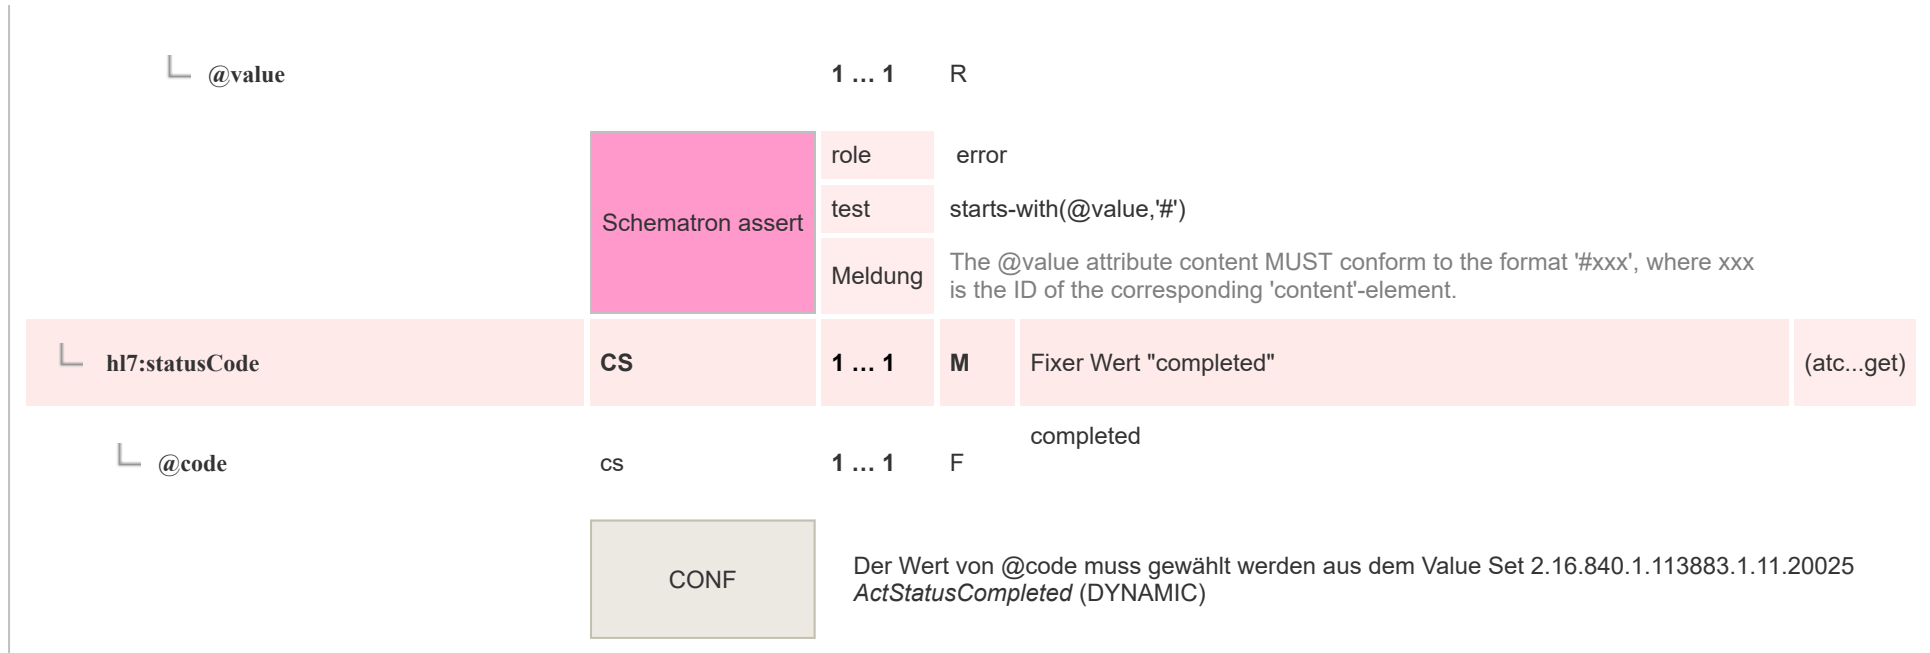 @value 1 … 1 R
Schematron assert
role error
test starts-with(@value,'#')
Meldung The @value attribute content MUST conform to the format '#xxx', where xxx
is the ID of the corresponding 'content'-element.
hl7:statusCode CS 1 … 1 M Fixer Wert "completed" (atc...get)
completed
@code cs 1 … 1 F
CONF
Der Wert von @code muss gewählt werden aus dem Value Set 2.16.840.1.113883.1.11.20025
ActStatusCompleted (DYNAMIC)